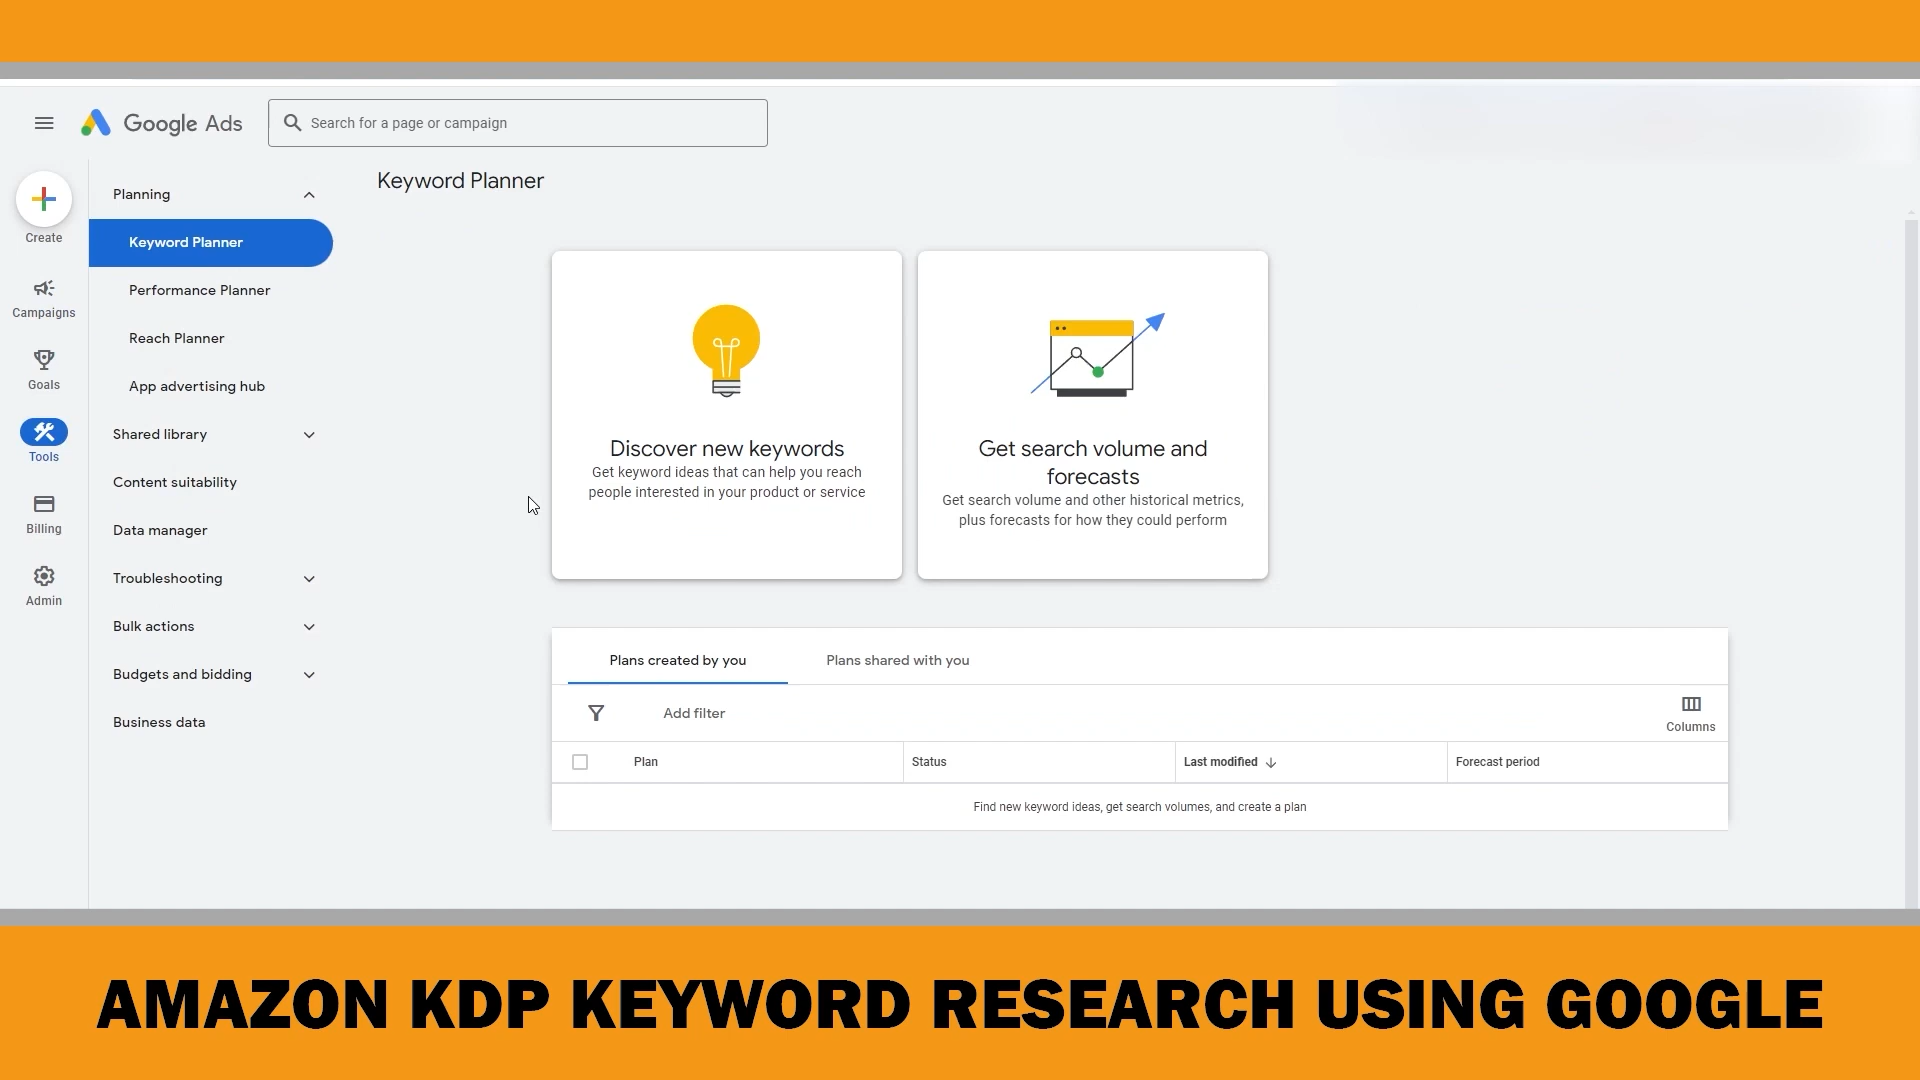 Google Ads
Search for a page or campaign
Create
Campaigns
Goals
Tools
Billing
Admin
Planning
Keyword Planner
Performance Planner
Reach Planner
App advertising hub
Shared library
Content suitability
Data manager
Troubleshooting
Bulk actions
Budgets and bidding
Business data
Keyword Planner
Discover new keywords
Get keyword ideas that can help you reach
people interested in your product or service
Get search volume and
forecasts
Get search volume and other historical metrics,
plus forecasts for how they could perform
Plans created by you
Plans shared with you
Add filter
Columns
Plan
Status
Last modified
Forecast period
Find new keyword ideas, get search volumes, and create a plan
AMAZON KDP KEYWORD RESEARCH USING GOOGLE